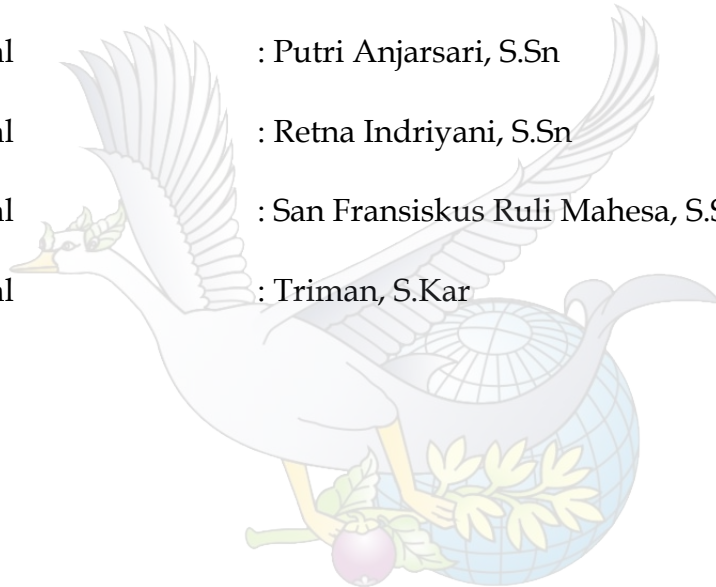 al : Putri Anjarsari, S.Sn
al : Retna Indriyani, S.Sn
al : San Fransiskus Ruli Mahesa, S.S
al : Triman, S.Kar